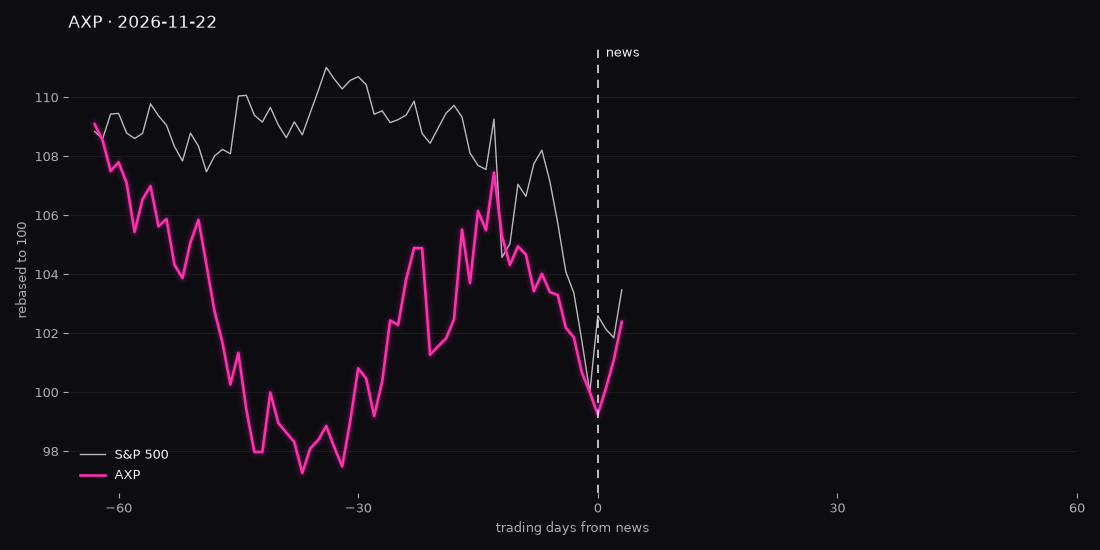 AXP · 2026-11-22
news
110
108
106
104
102
100
98
rebased to 100
S&P 500
AXP
−60
−30
0
30
60
trading days from news